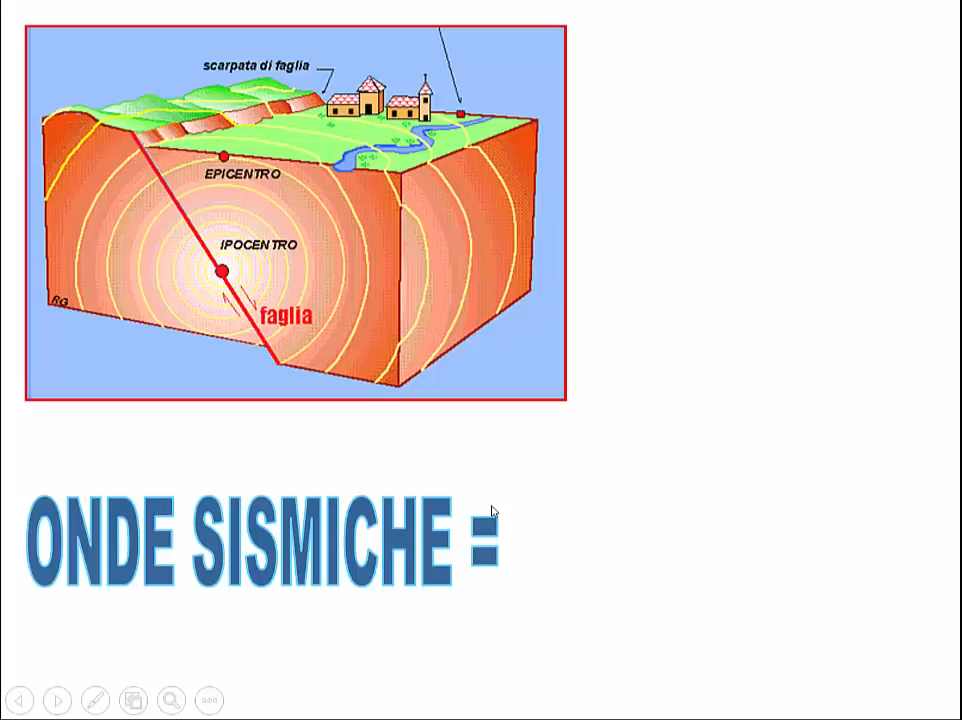 scarpata di faglia
EPICENTRO
IPOCENTRO
RG
faglia
ONDE SISMICHE =